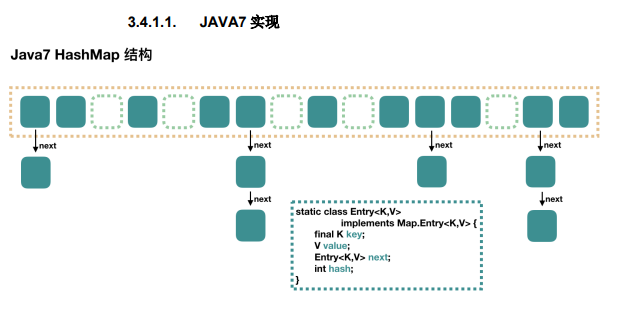 3.4.1.1. JAVA7 实现
Java7 HashMap 结构
next
next
next
next
next
next
static class Entry<K,V>
implements Map.Entry<K,V> {
final K key;
V value;
Entry<K,V> next;
int hash;
}